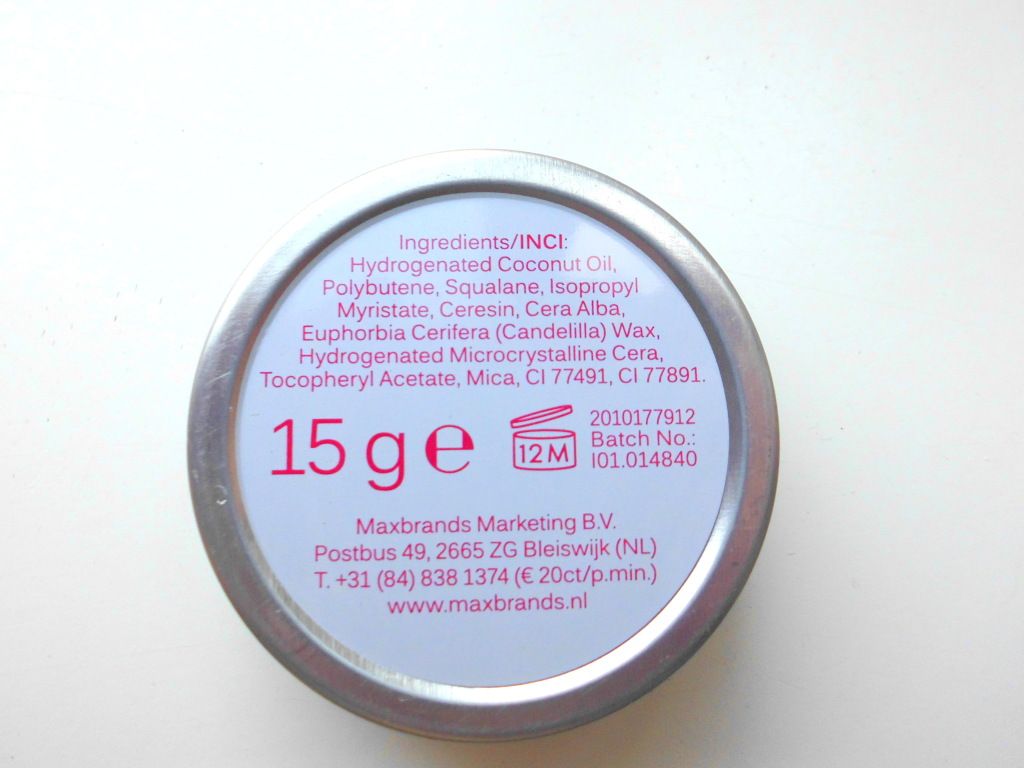 Ingredients/INCI:
Hydrogenated Coconut Oil,
Polybutene, Squalane, Isopropyl
Myristate, Ceresin, Cera Alba,
Euphorbia Cerifera (Candelilla) Wax,
Hydrogenated Microcrystalline Cera,
Tocopheryl Acetate, Mica, CI 77491, CI 77891.
15 g e
12 M
2010177912
Batch No.:
I01.014840
Maxbrands Marketing B.V.
Postbus 49, 2665 ZG Bleiswijk (NL)
T. +31 (84) 838 1374 (€ 20ct/p.min.)
www.maxbrands.nl